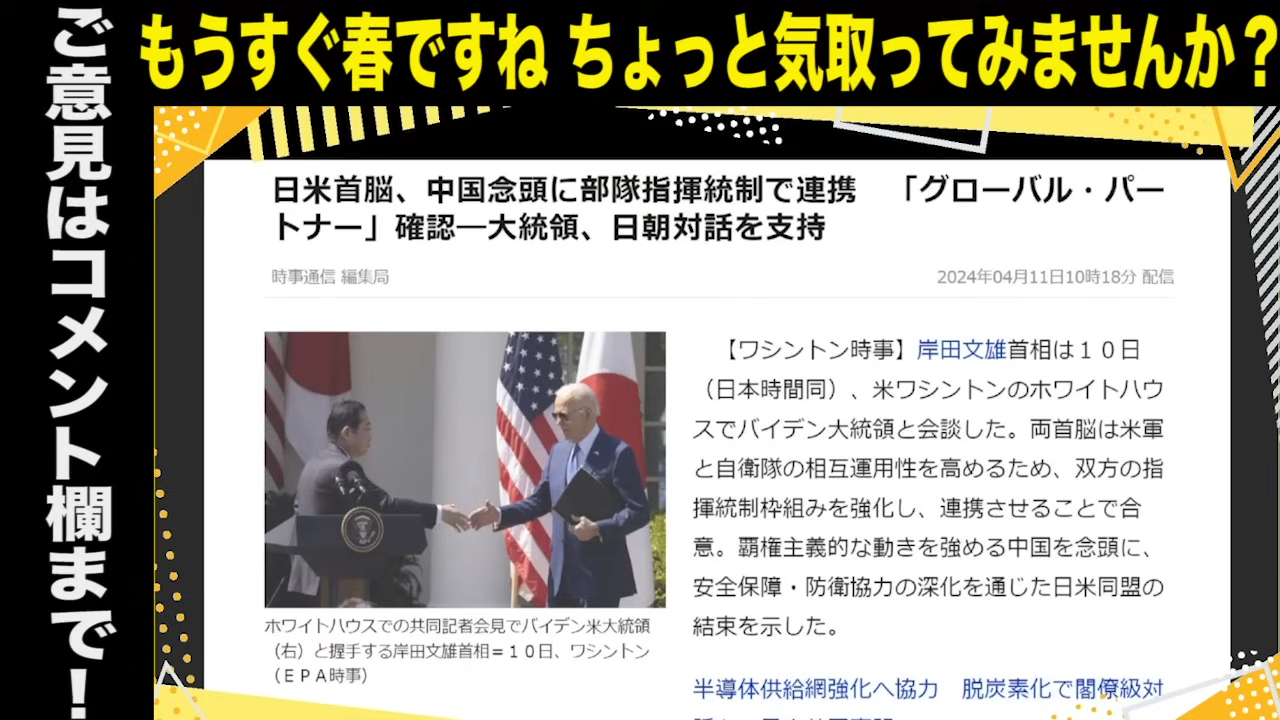 もうすぐ春ですね ちょっと気取ってみませんか？
ご意見はコメント欄まで！
日米首脳、中国念頭に部隊指揮統制で連携　「グローバル・パー
トナー」確認―大統領、日朝対話を支持
時事通信 編集局
2024年04月11日10時18分 配信
【ワシントン時事】岸田文雄首相は１０日
（日本時間同）、米ワシントンのホワイトハウ
スでバイデン大統領と会談した。両首脳は米軍
と自衛隊の相互運用性を高めるため、双方の指
揮統制枠組みを強化し、連携させることで合
意。覇権主義的な動きを強める中国を念頭に、
安全保障・防衛協力の深化を通じた日米同盟の
結束を示した。
ホワイトハウスでの共同記者会見でバイデン米大統領
（右）と握手する岸田文雄首相＝１０日、ワシントン
（ＥＰＡ時事）
半導体供給網強化へ協力　脱炭素化で閣僚級対